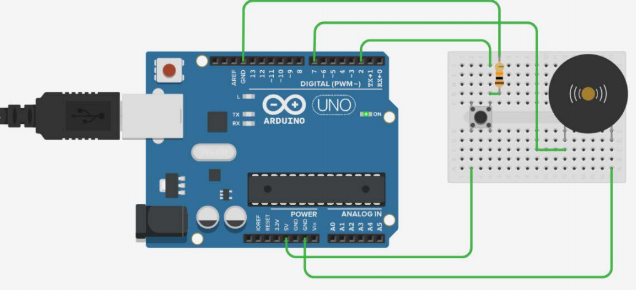 AREF
GND
13
12
~11
~10
~9
8
7
~6
~5
4
~3
2
TX→1
RX←0
DIGITAL (PWM~)
L
TX
RX
UNO
ARDUINO
ON
IOREF
RESET
3.3V
5V
GND
GND
Vin
POWER
ANALOG IN
A0
A1
A2
A3
A4
A5